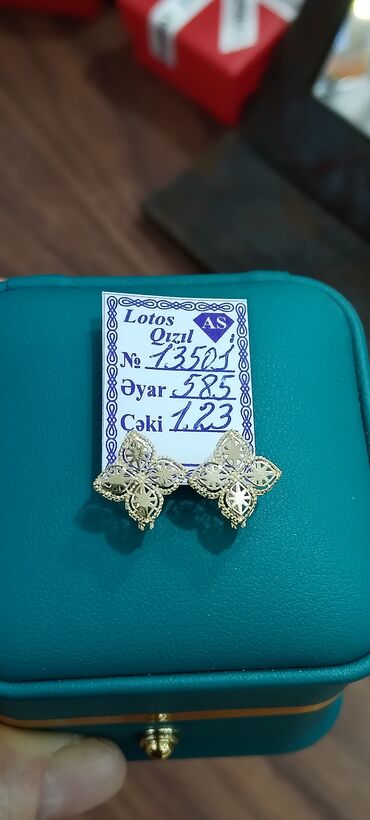 Lotos
Qızıl
AS
№ 13501
Əyar 585
Çəki 1.23